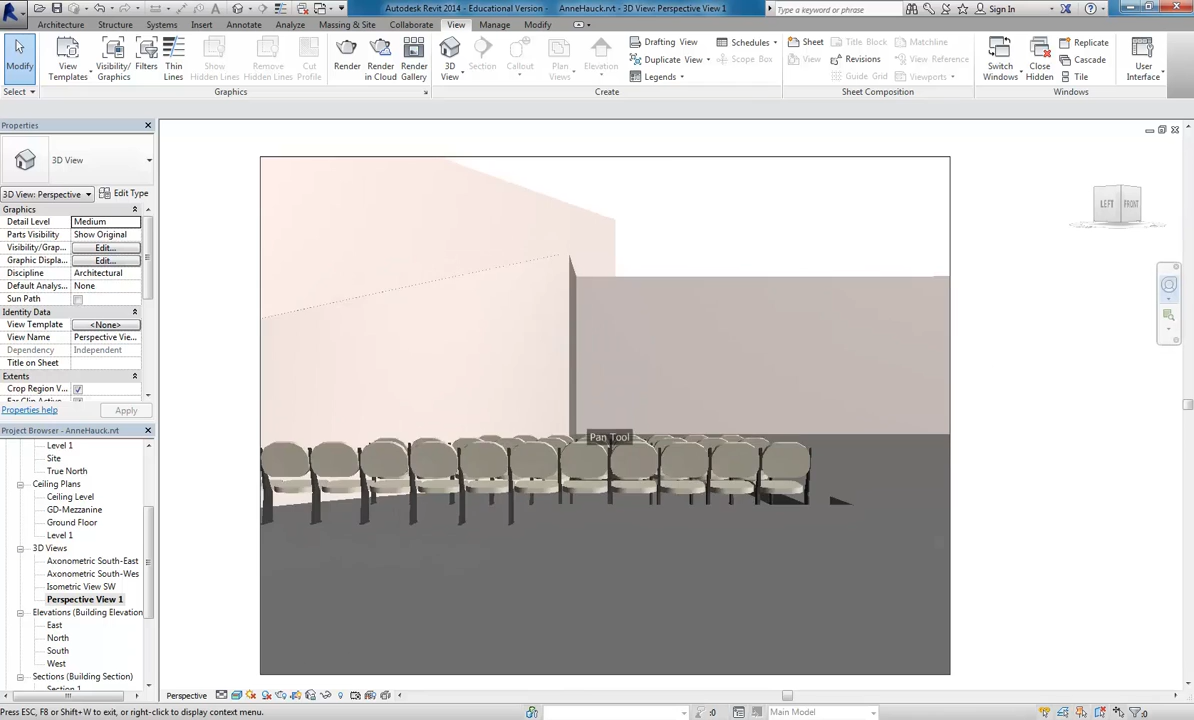 Autodesk Revit 2014 - Educational Version - AnneHauck.rvt - 3D View: Perspective View 1
Type a keyword or phrase
Sign In
Architecture Structure Systems Insert Annotate Analyze Massing & Site Collaborate View Manage Modify
Modify
View Templates
Visibility/ Graphics
Filters
Thin Lines
Show Hidden Lines
Remove Hidden Lines
Cut Profile
Render
Render in Cloud
Render Gallery
3D View
Section
Callout
Plan Views
Elevation
Drafting View
Duplicate View
Legends
Schedules
Scope Box
Sheet
View
Title Block
Revisions
Guide Grid
Matchline
View Reference
Viewports
Switch Windows
Close Hidden
Replicate
Cascade
Tile
User Interface
Select
Graphics
Create
Sheet Composition
Windows
Properties
3D View
3D View: Perspective
Edit Type
Graphics
Detail Level Medium
Parts Visibility Show Original
Visibility/Grap... Edit...
Graphic Displa... Edit...
Discipline Architectural
Default Analys... None
Sun Path
Identity Data
View Template <None>
View Name Perspective Vie...
Dependency Independent
Title on Sheet
Extents
Crop Region V...
Far Clip Active
Properties help
Apply
Project Browser - AnneHauck.rvt
Level 1
Site
True North
Ceiling Plans
Ceiling Level
GD-Mezzanine
Ground Floor
Level 1
3D Views
Axonometric South-East
Axonometric South-Wes
Isometric View SW
Perspective View 1
Elevations (Building Elevation
East
North
South
West
Sections (Building Section)
Section 1
LEFT
FRONT
Pan Tool
Perspective
Press ESC, F8 or Shift+W to exit, or right-click to display context menu.
:0
Main Model
:0